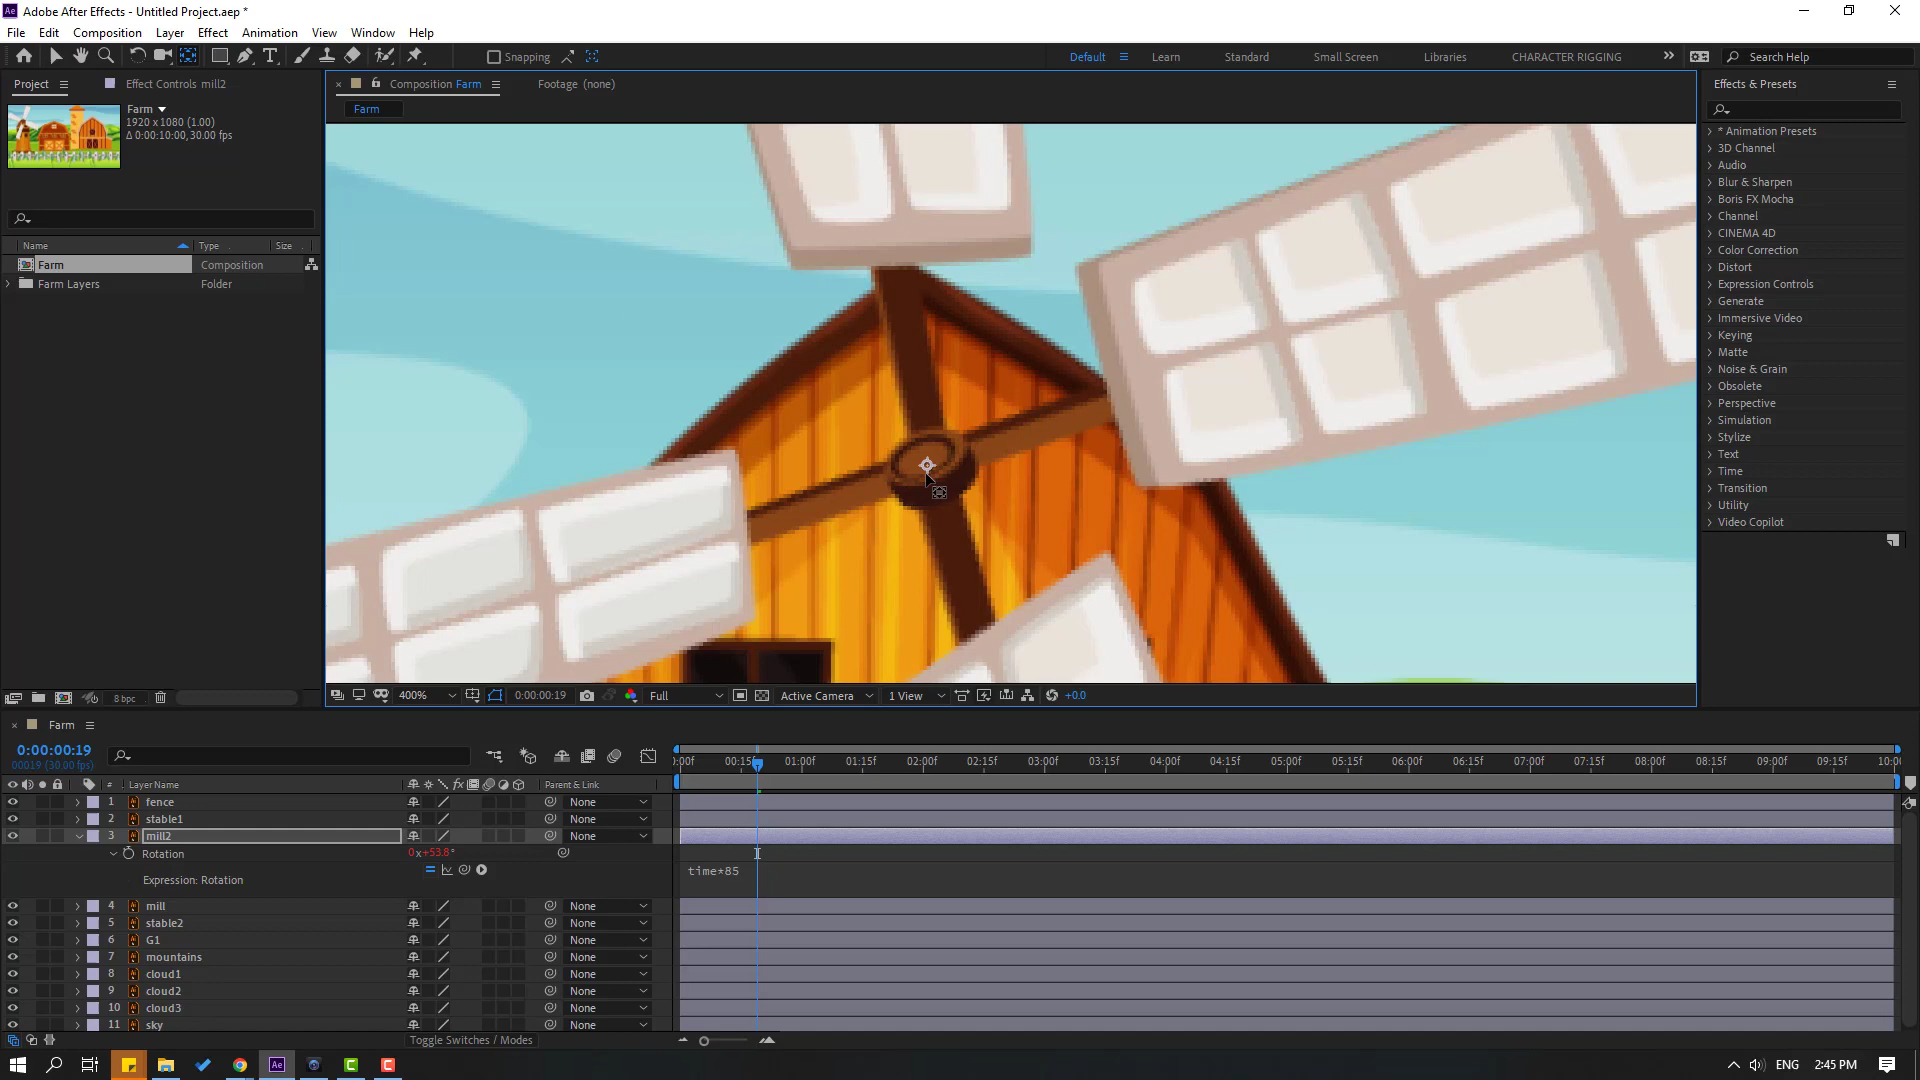 Adobe After Effects - Untitled Project.aep *
File Edit Composition Layer Effect Animation View Window Help
Snapping Default Learn Standard Small Screen Libraries CHARACTER RIGGING Search Help
Project Effect Controls mill2 Composition Farm Footage (none) Effects & Presets
Farm
1920 x 1080 (1.00)
Δ 0:00:10:00, 30.00 fps
Farm
Name Type Size
Farm Composition
Farm Layers Folder
* Animation Presets
3D Channel
Audio
Blur & Sharpen
Boris FX Mocha
Channel
CINEMA 4D
Color Correction
Distort
Expression Controls
Generate
Immersive Video
Keying
Matte
Noise & Grain
Obsolete
Perspective
Simulation
Stylize
Text
Time
Transition
Utility
Video Copilot
8 bpc 400% 0:00:00:19 Full Active Camera 1 View +0.0
Farm
0:00:00:19
00019 (30.00 fps)
:00f 00:15f 01:00f 01:15f 02:00f 02:15f 03:00f 03:15f 04:00f 04:15f 05:00f 05:15f 06:00f 06:15f 07:00f 07:15f 08:00f 08:15f 09:00f 09:15f 10:00
# Layer Name fx Parent & Link
1 fence None
2 stable1 None
3 mill2 None
Rotation 0x+53.8°
Expression: Rotation time*85
4 mill None
5 stable2 None
6 G1 None
7 mountains None
8 cloud1 None
9 cloud2 None
10 cloud3 None
11 sky None
Toggle Switches / Modes
Ae ENG 2:45 PM